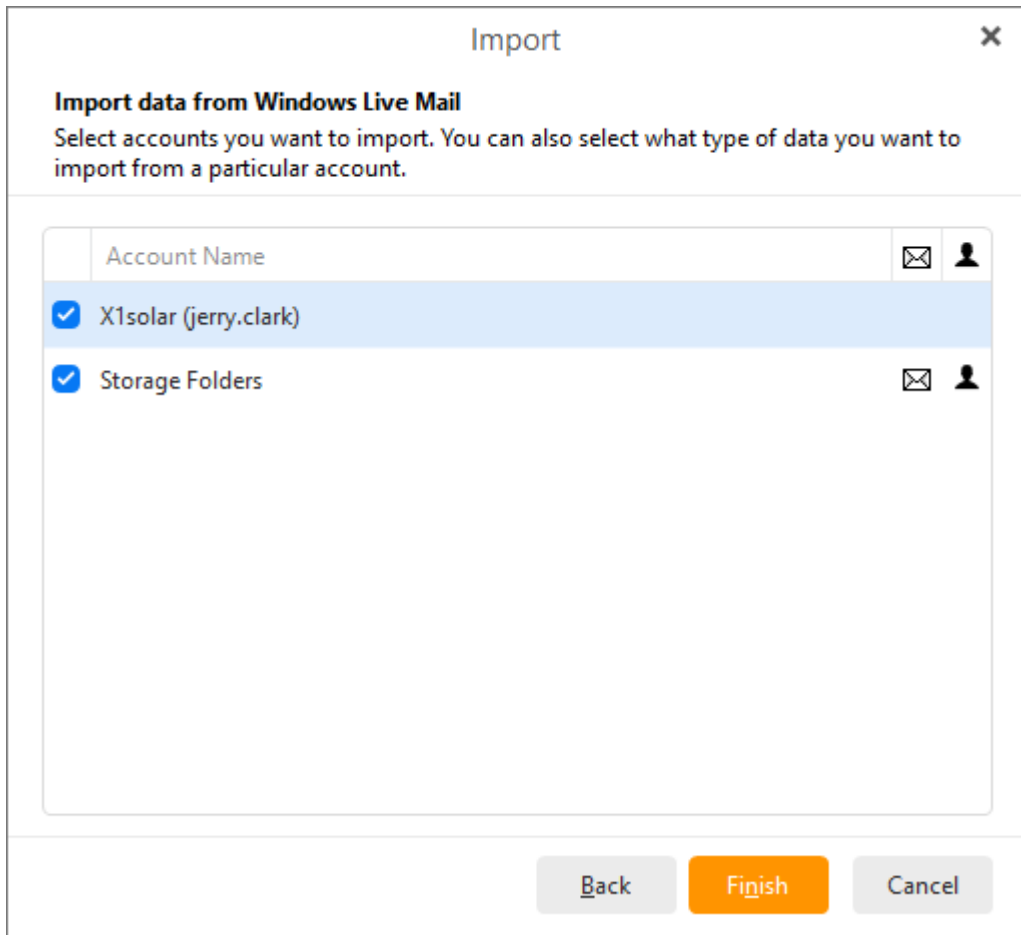 Import
Import data from Windows Live Mail
Select accounts you want to import. You can also select what type of data you want to
import from a particular account.
Account Name
X1solar (jerry.clark)
Storage Folders
Back
Finish
Cancel